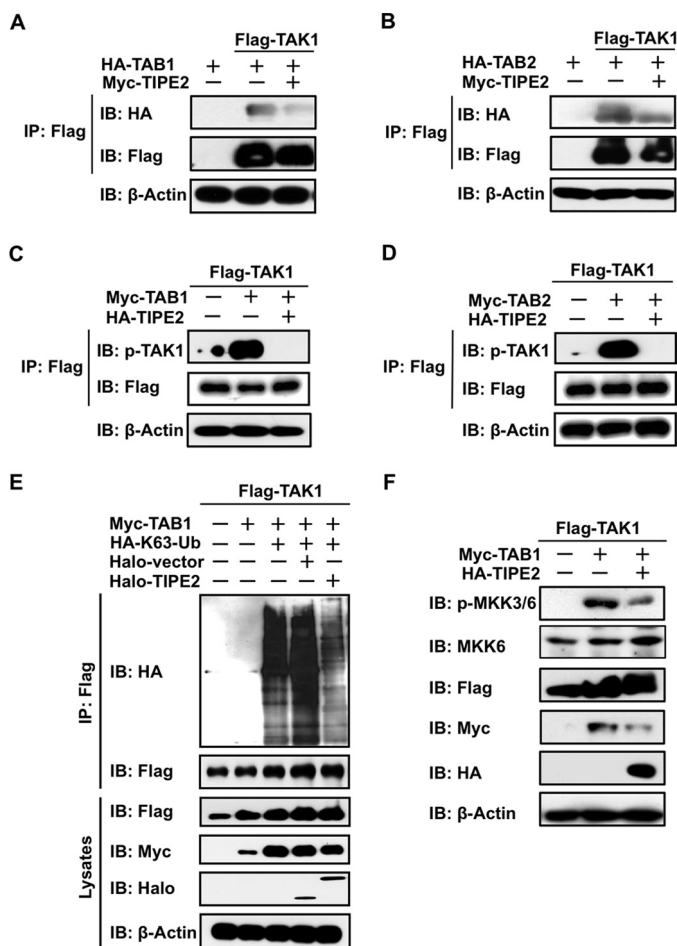 A
Flag-TAK1
HA-TAB1 + + +
Myc-TIPE2 − − +
IP: Flag
IB: HA
IB: Flag
IB: β-Actin
B
Flag-TAK1
HA-TAB2 + + +
Myc-TIPE2 − − +
IP: Flag
IB: HA
IB: Flag
IB: β-Actin
C
Flag-TAK1
Myc-TAB1 − + +
HA-TIPE2 − − +
IP: Flag
IB: p-TAK1
IB: Flag
IB: β-Actin
D
Flag-TAK1
Myc-TAB2 − + +
HA-TIPE2 − − +
IP: Flag
IB: p-TAK1
IB: Flag
IB: β-Actin
E
Flag-TAK1
Myc-TAB1 − + + + +
HA-K63-Ub − − + + +
Halo-vector − − − + −
Halo-TIPE2 − − − − +
IP: Flag
IB: HA
IB: Flag
Lysates
IB: Flag
IB: Myc
IB: Halo
IB: β-Actin
F
Flag-TAK1
Myc-TAB1 − + +
HA-TIPE2 − − +
IB: p-MKK3/6
IB: MKK6
IB: Flag
IB: Myc
IB: HA
IB: β-Actin